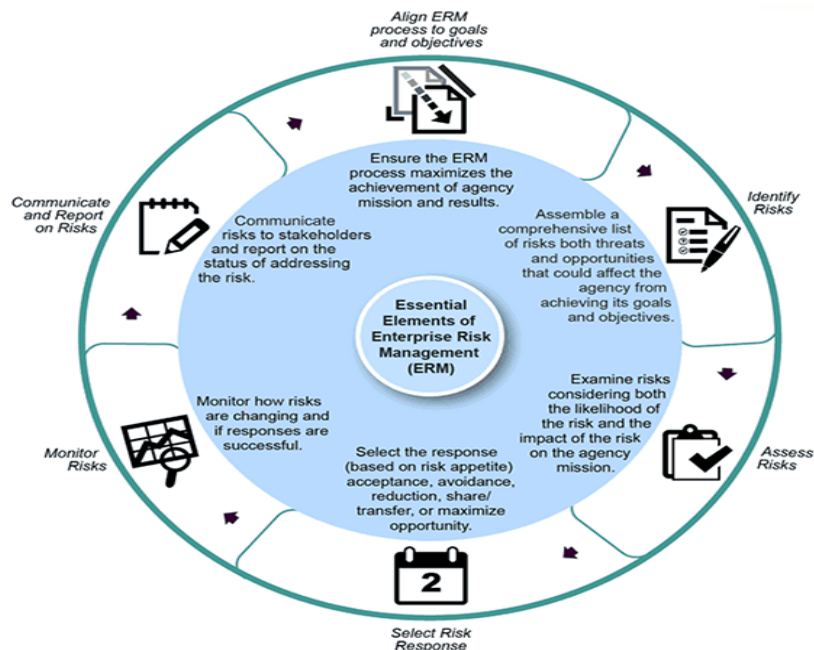 Align ERM
process to goals
and objectives
Ensure the ERM
process maximizes the
achievement of agency
mission and results.
Identify
Risks
Assemble a
comprehensive list
of risks both threats
and opportunities
that could affect the
agency from
achieving its goals
and objectives.
Assess
Risks
Examine risks
considering both
the likelihood of
the risk and the
impact of the risk
on the agency
mission.
Select the response
(based on risk appetite)
acceptance, avoidance,
reduction, share/
transfer, or maximize
opportunity.
2
Select Risk
Response
Monitor
Risks
Monitor how risks
are changing and
if responses are
successful.
Communicate
and Report
on Risks
Communicate
risks to stakeholders
and report on the
status of addressing
the risk.
Essential
Elements of
Enterprise Risk
Management
(ERM)